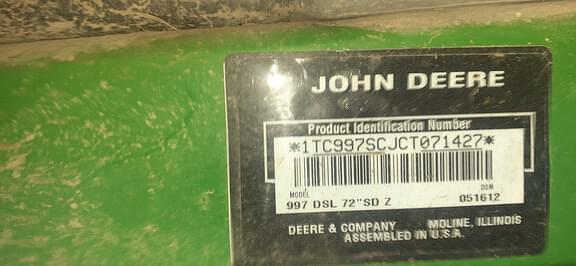 JOHN DEERE
Product Identification Number
*1TC997SCJCT071427*
MODEL DOM
997 DSL 72"SD Z 051612
DEERE & COMPANY MOLINE, ILLINOIS
ASSEMBLED IN U.S.A.